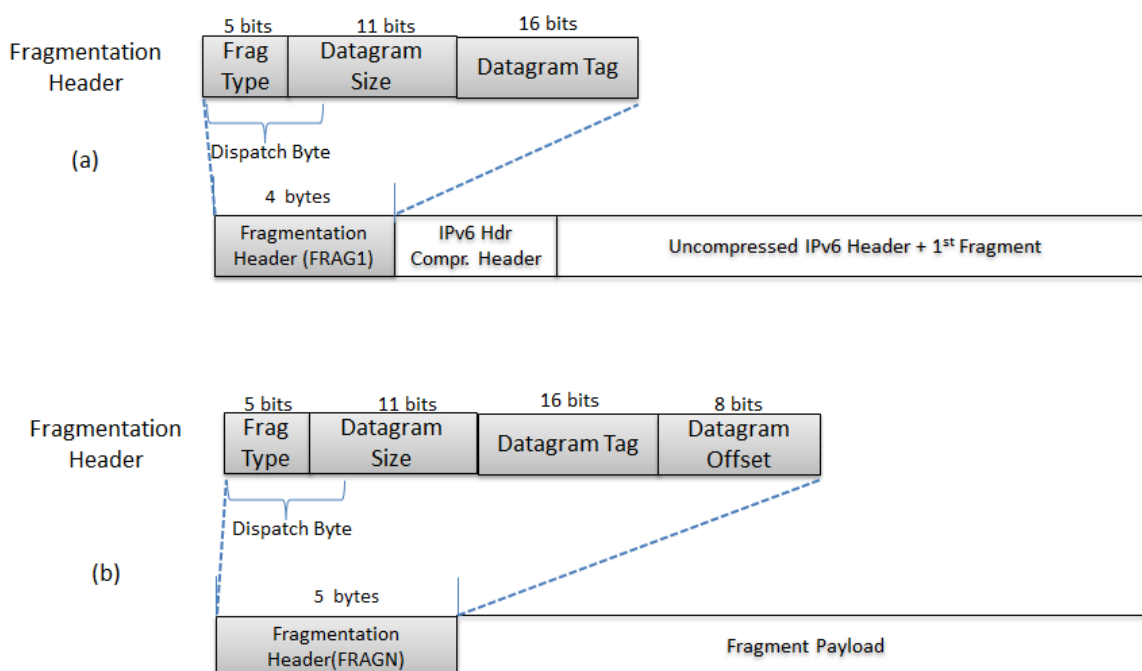 5 bits
11 bits
16 bits
Fragmentation
Header
Frag
Type
Datagram
Size
Datagram Tag
Dispatch Byte
(a)
4 bytes
Fragmentation
Header (FRAG1)
IPv6 Hdr
Compr. Header
Uncompressed IPv6 Header + 1st Fragment
5 bits
11 bits
16 bits
8 bits
Fragmentation
Header
Frag
Type
Datagram
Size
Datagram Tag
Datagram
Offset
Dispatch Byte
(b)
5 bytes
Fragmentation
Header(FRAGN)
Fragment Payload